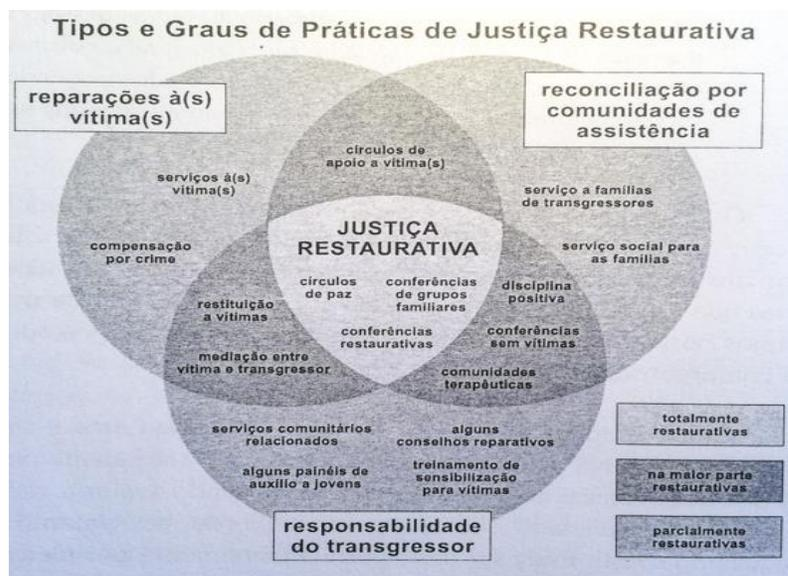 Tipos e Graus de Práticas de Justiça Restaurativa
reparações à(s)
vítima(s)
reconciliação por
comunidades de
assistência
círculos de
apoio a vítima(s)
serviços à(s)
vítima(s)
serviço a famílias
de transgressores
compensação
por crime
JUSTIÇA
RESTAURATIVA
serviço social para
as famílias
círculos
de paz
conferências
de grupos
familiares
disciplina
positiva
restituição
a vítimas
conferências
restaurativas
conferências
sem vítimas
mediação entre
vítima e transgressor
comunidades
terapêuticas
serviços comunitários
relacionados
alguns
conselhos reparativos
alguns painéis de
auxílio a jovens
treinamento de
sensibilização
para vítimas
responsabilidade
do transgressor
totalmente
restaurativas
na maior parte
restaurativas
parcialmente
restaurativas